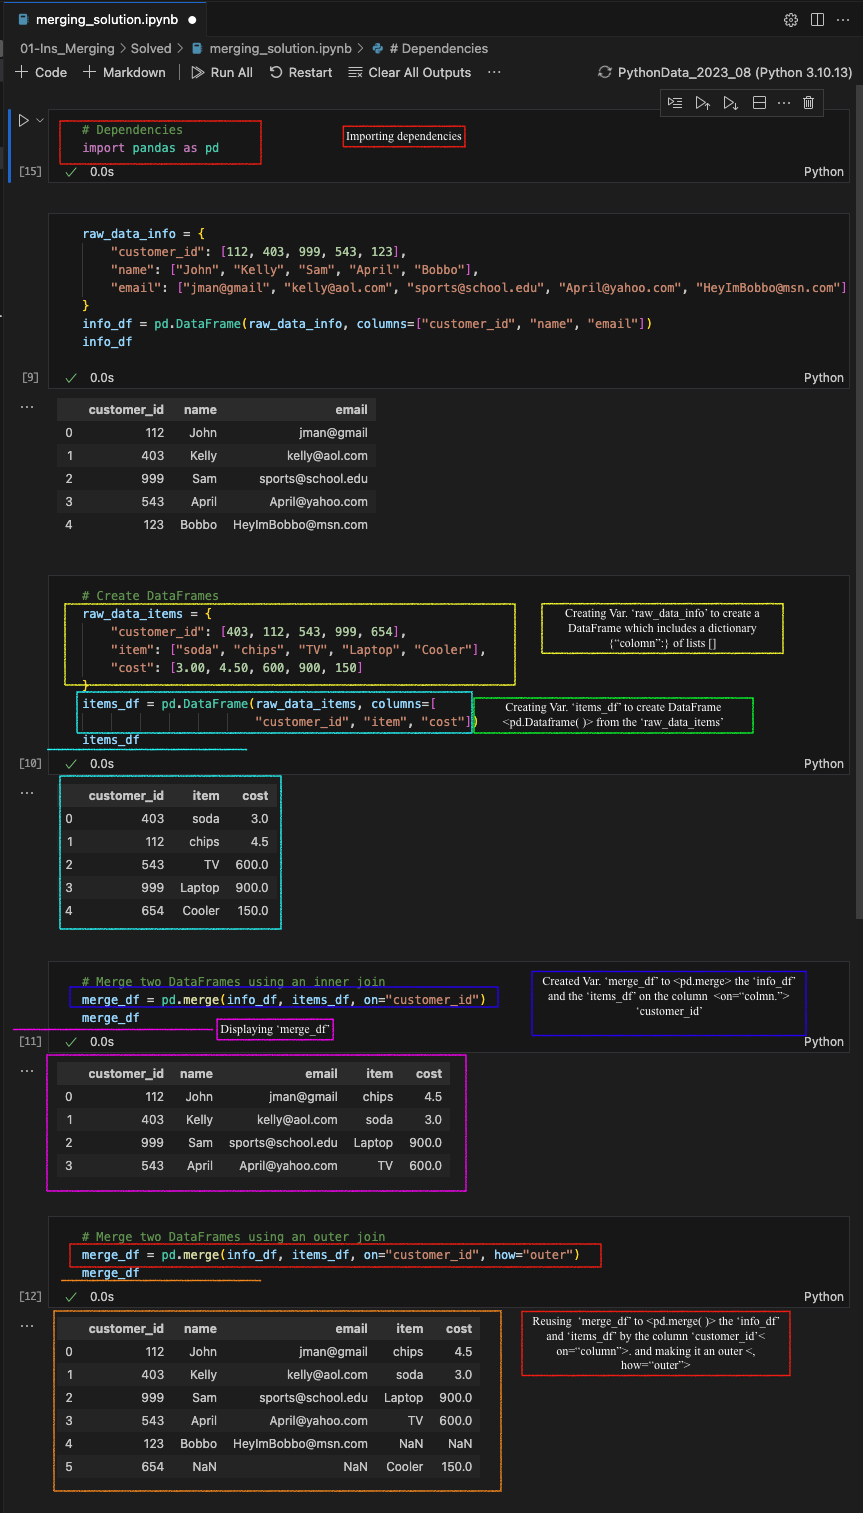 merging_solution.ipynb
01-Ins_Merging > Solved > merging_solution.ipynb > # Dependencies
+ Code + Markdown | Run All Restart Clear All Outputs ... PythonData_2023_08 (Python 3.10.13)
# Dependencies
import pandas as pd
Importing dependencies
[15] 0.0s Python
raw_data_info = {
"customer_id": [112, 403, 999, 543, 123],
"name": ["John", "Kelly", "Sam", "April", "Bobbo"],
"email": ["jman@gmail", "kelly@aol.com", "sports@school.edu", "April@yahoo.com", "HeyImBobbo@msn.com"]
}
info_df = pd.DataFrame(raw_data_info, columns=["customer_id", "name", "email"])
info_df
[9] 0.0s Python
... customer_id name email
0 112 John jman@gmail
1 403 Kelly kelly@aol.com
2 999 Sam sports@school.edu
3 543 April April@yahoo.com
4 123 Bobbo HeyImBobbo@msn.com
# Create DataFrames
raw_data_items = {
"customer_id": [403, 112, 543, 999, 654],
"item": ["soda", "chips", "TV", "Laptop", "Cooler"],
"cost": [3.00, 4.50, 600, 900, 150]
}
Creating Var. ‘raw_data_info’ to create a
DataFrame which includes a dictionary
{“colomn”:} of lists []
items_df = pd.DataFrame(raw_data_items, columns=[
"customer_id", "item", "cost"])
items_df
Creating Var. ‘items_df’ to create DataFrame
<pd.Dataframe( )> from the ‘raw_data_items’
[10] 0.0s Python
... customer_id item cost
0 403 soda 3.0
1 112 chips 4.5
2 543 TV 600.0
3 999 Laptop 900.0
4 654 Cooler 150.0
# Merge two DataFrames using an inner join
merge_df = pd.merge(info_df, items_df, on="customer_id")
merge_df
Created Var. ‘merge_df’ to <pd.merge> the ‘info_df’
and the ‘items_df’ on the column <on=“colmn.”>
‘customer_id’
Displaying ‘merge_df’
[11] 0.0s Python
... customer_id name email item cost
0 112 John jman@gmail chips 4.5
1 403 Kelly kelly@aol.com soda 3.0
2 999 Sam sports@school.edu Laptop 900.0
3 543 April April@yahoo.com TV 600.0
# Merge two DataFrames using an outer join
merge_df = pd.merge(info_df, items_df, on="customer_id", how="outer")
merge_df
[12] 0.0s Python
... customer_id name email item cost
0 112 John jman@gmail chips 4.5
1 403 Kelly kelly@aol.com soda 3.0
2 999 Sam sports@school.edu Laptop 900.0
3 543 April April@yahoo.com TV 600.0
4 123 Bobbo HeyImBobbo@msn.com NaN NaN
5 654 NaN NaN Cooler 150.0
Reusing ‘merge_df’ to <pd.merge( )> the ‘info_df’
and ‘items_df’ by the column ‘customer_id’<
on=“column”>. and making it an outer <,
how=“outer”>